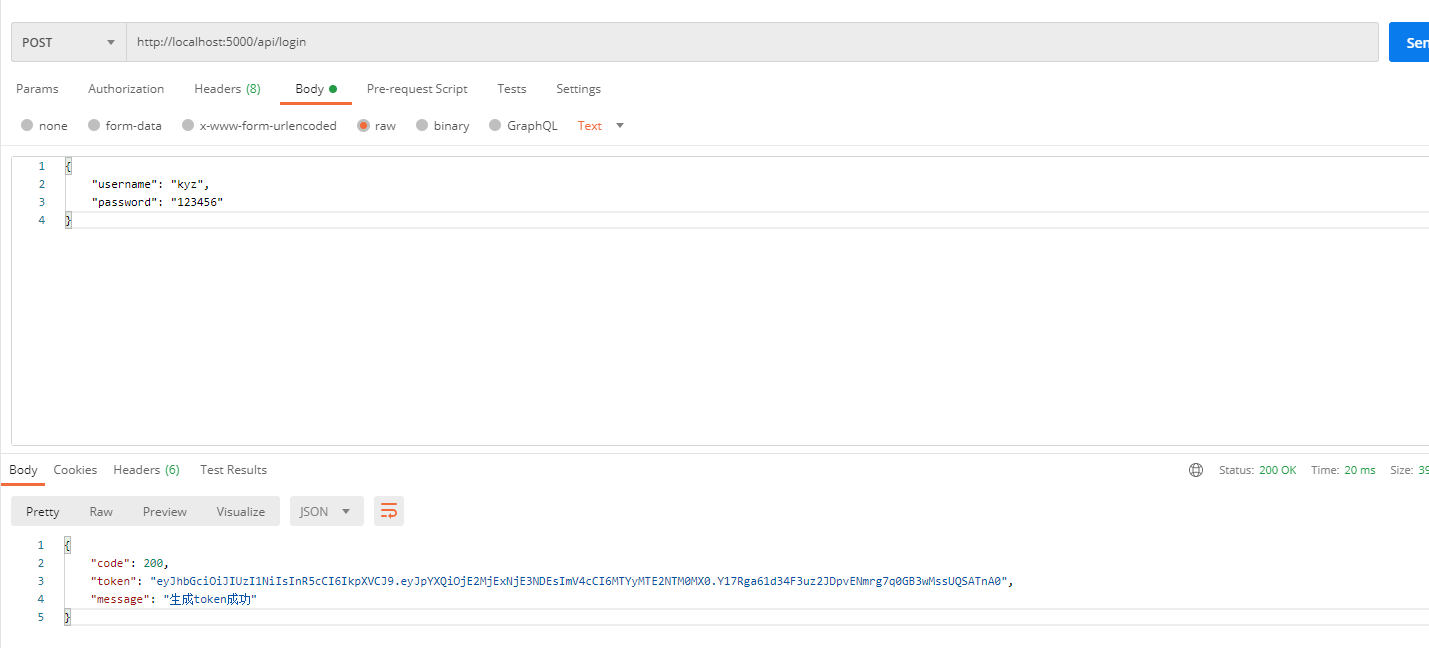 POST http://localhost:5000/api/login Sen
Params Authorization Headers (8) Body Pre-request Script Tests Settings
none form-data x-www-form-urlencoded raw binary GraphQL Text
1 {
2 "username": "kyz",
3 "password": "123456"
4 }
Body Cookies Headers (6) Test Results Status: 200 OK Time: 20 ms Size: 39
Pretty Raw Preview Visualize JSON
1 {
2 "code": 200,
3 "token": "eyJhbGciOiJIUzI1NiIsInR5cCI6IkpXVCJ9.eyJpYXQiOjE2MjExNjE3NDEsImV4cCI6MTYyMTE2NTM0MX0.Y17Rga61d34F3uz2JDpvENmrg7q0GB3wMssUQSATnA0",
4 "message": "生成token成功"
5 }